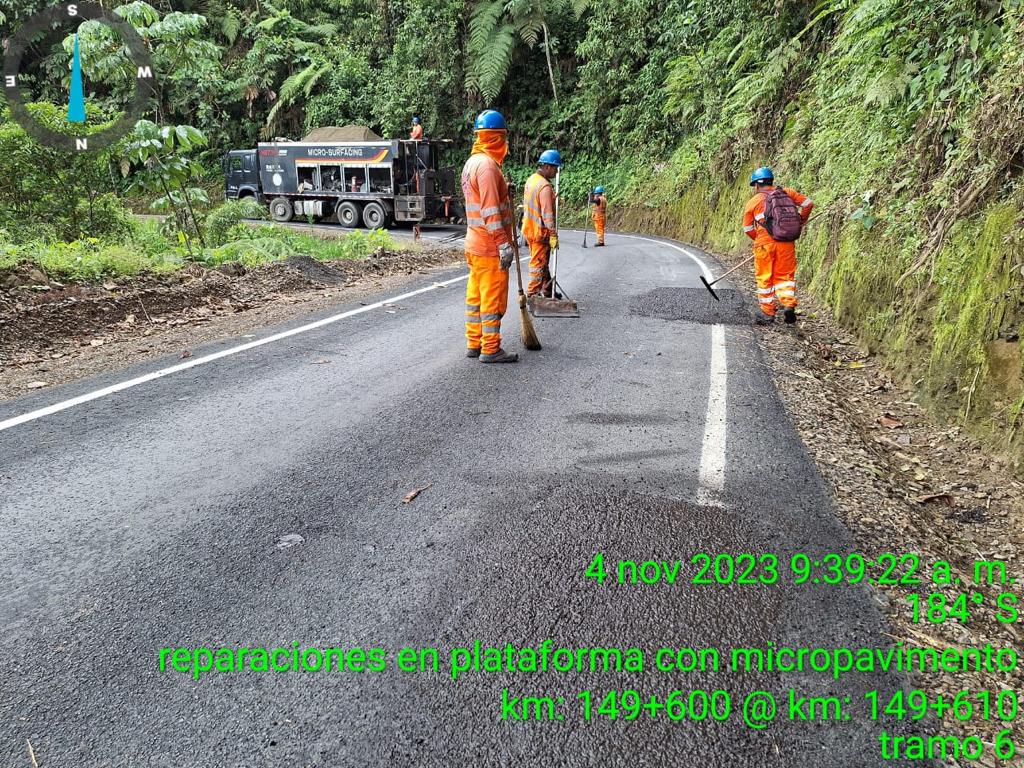 S
E
W
N
MICRO-SURFACING
4 nov 2023 9:39:22 a. m.
184° S
reparaciones en plataforma con micropavimento
km: 149+600 @ km: 149+610
tramo 6